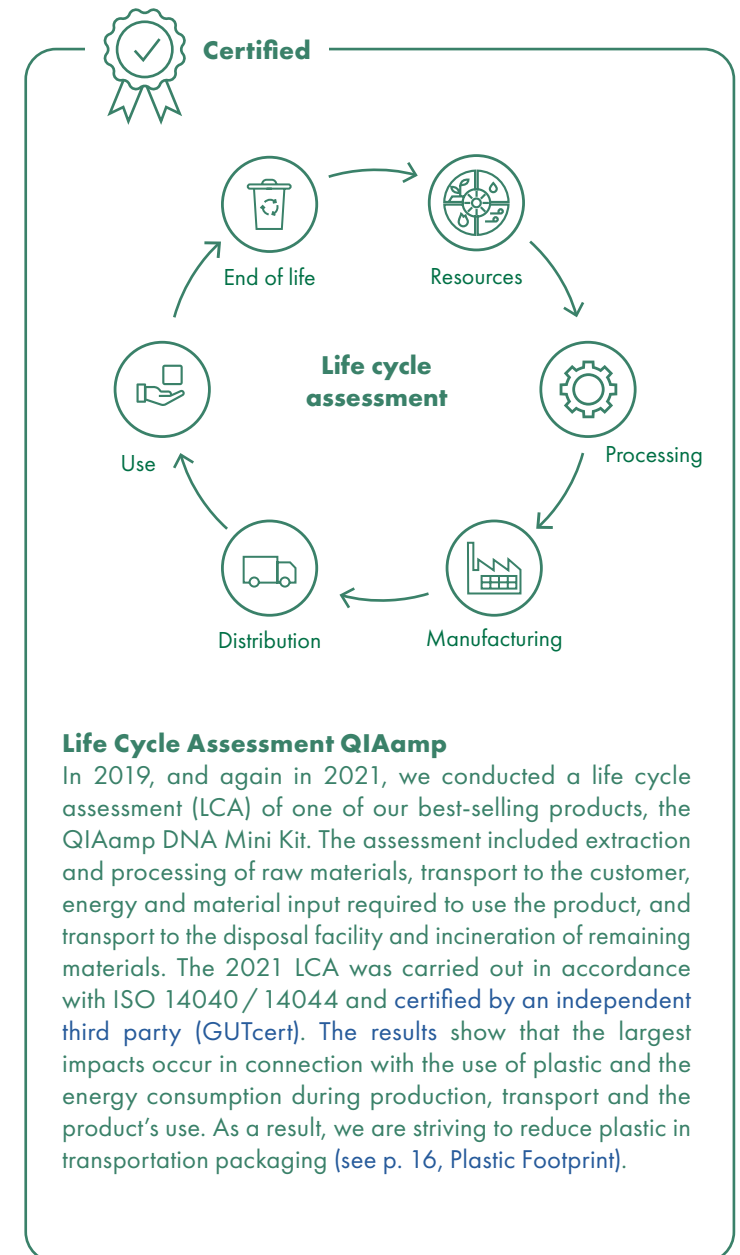 Certified
End of life
Resources
Life cycle
assessment
Use
Processing
Distribution
Manufacturing
Life Cycle Assessment QIAamp
In 2019, and again in 2021, we conducted a life cycle
assessment (LCA) of one of our best-selling products, the
QIAamp DNA Mini Kit. The assessment included extraction
and processing of raw materials, transport to the customer,
energy and material input required to use the product, and
transport to the disposal facility and incineration of remaining
materials. The 2021 LCA was carried out in accordance
with ISO 14040 / 14044 and certified by an independent
third party (GUTcert). The results show that the largest
impacts occur in connection with the use of plastic and the
energy consumption during production, transport and the
product’s use. As a result, we are striving to reduce plastic in
transportation packaging (see p. 16, Plastic Footprint).